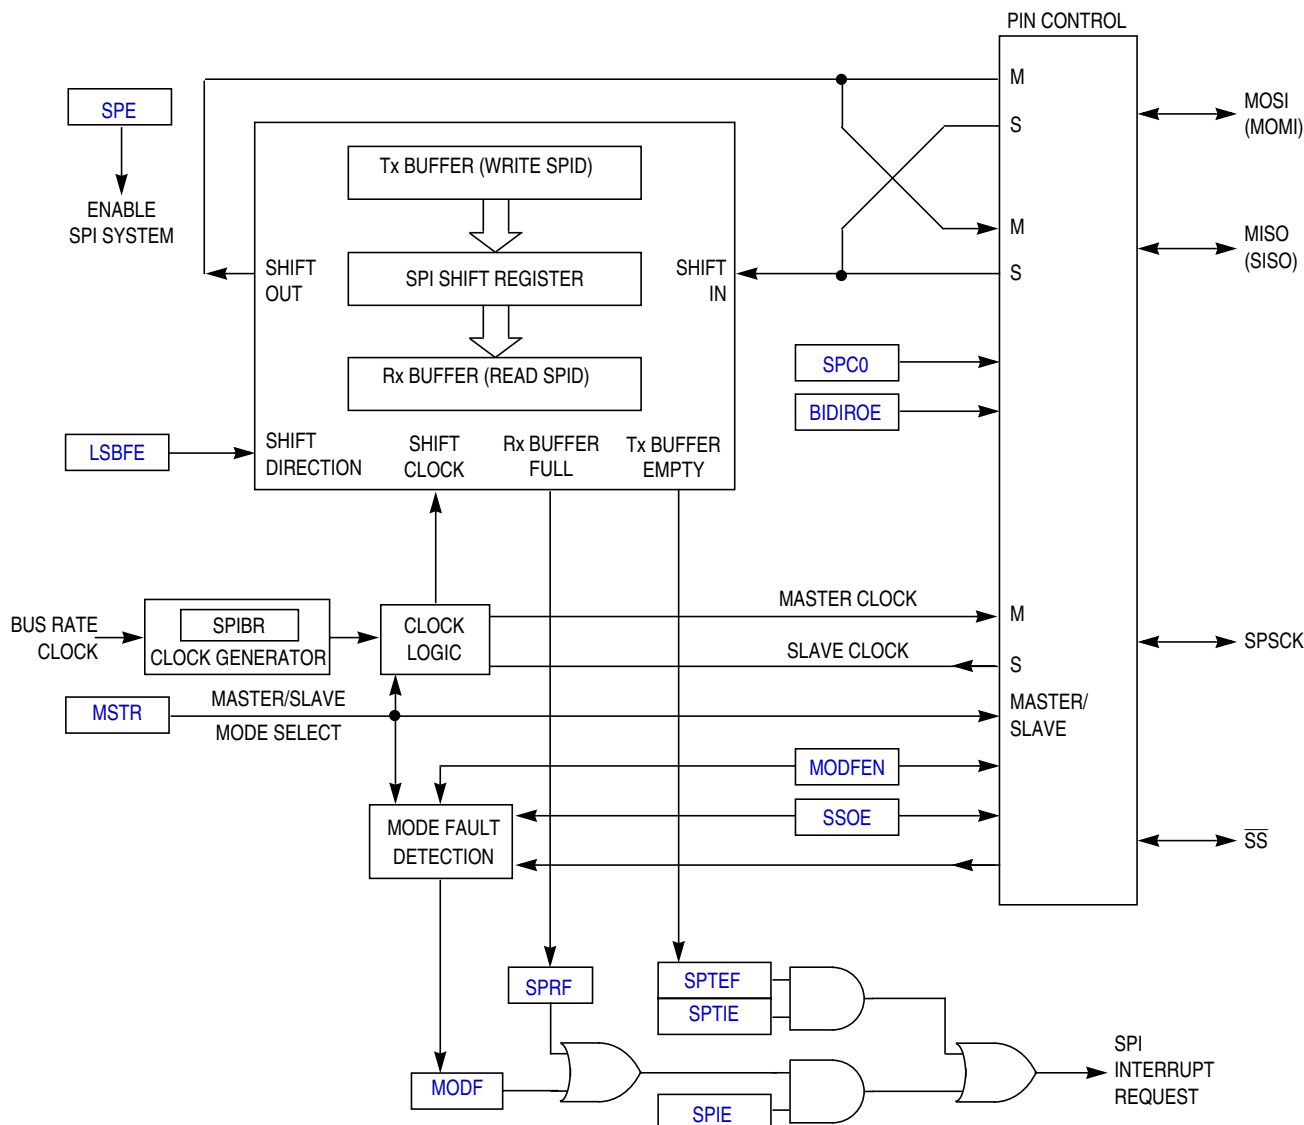 PIN CONTROL
M
S
MOSI
(MOMI)
SPE
ENABLE
SPI SYSTEM
Tx BUFFER (WRITE SPID)
SHIFT
OUT
SPI SHIFT REGISTER
SHIFT
IN
M
S
MISO
(SISO)
Rx BUFFER (READ SPID)
SPC0
BIDIROE
LSBFE
SHIFT
DIRECTION
SHIFT
CLOCK
Rx BUFFER
FULL
Tx BUFFER
EMPTY
BUS RATE
CLOCK
SPIBR
CLOCK GENERATOR
CLOCK
LOGIC
MASTER CLOCK
M
SLAVE CLOCK
S
SPSCK
MSTR
MASTER/SLAVE
MODE SELECT
MASTER/
SLAVE
MODFEN
SSOE
MODE FAULT
DETECTION
SS
SPRF
SPTEF
SPTIE
MODF
SPIE
SPI
INTERRUPT
REQUEST